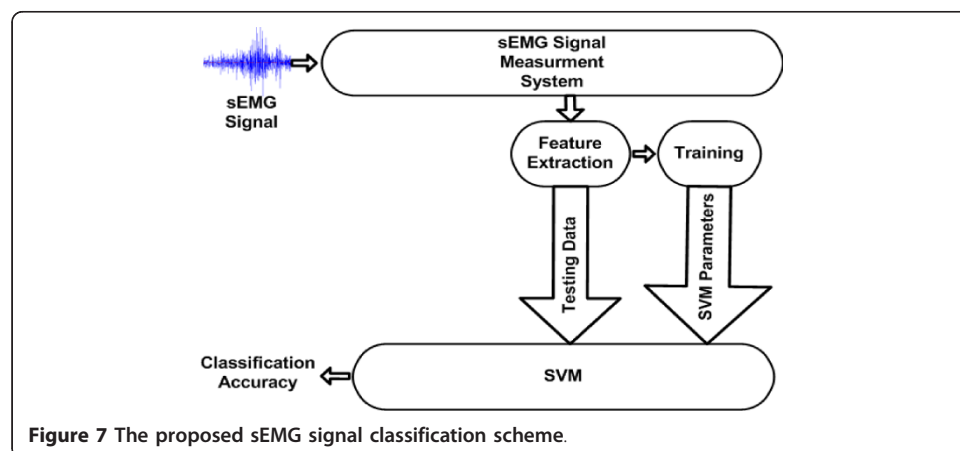 sEMG Signal
Measurment
System
sEMG
Signal
Feature
Extraction
Training
Testing Data
SVM Parameters
Classification
Accuracy
SVM
Figure 7 The proposed sEMG signal classification scheme.